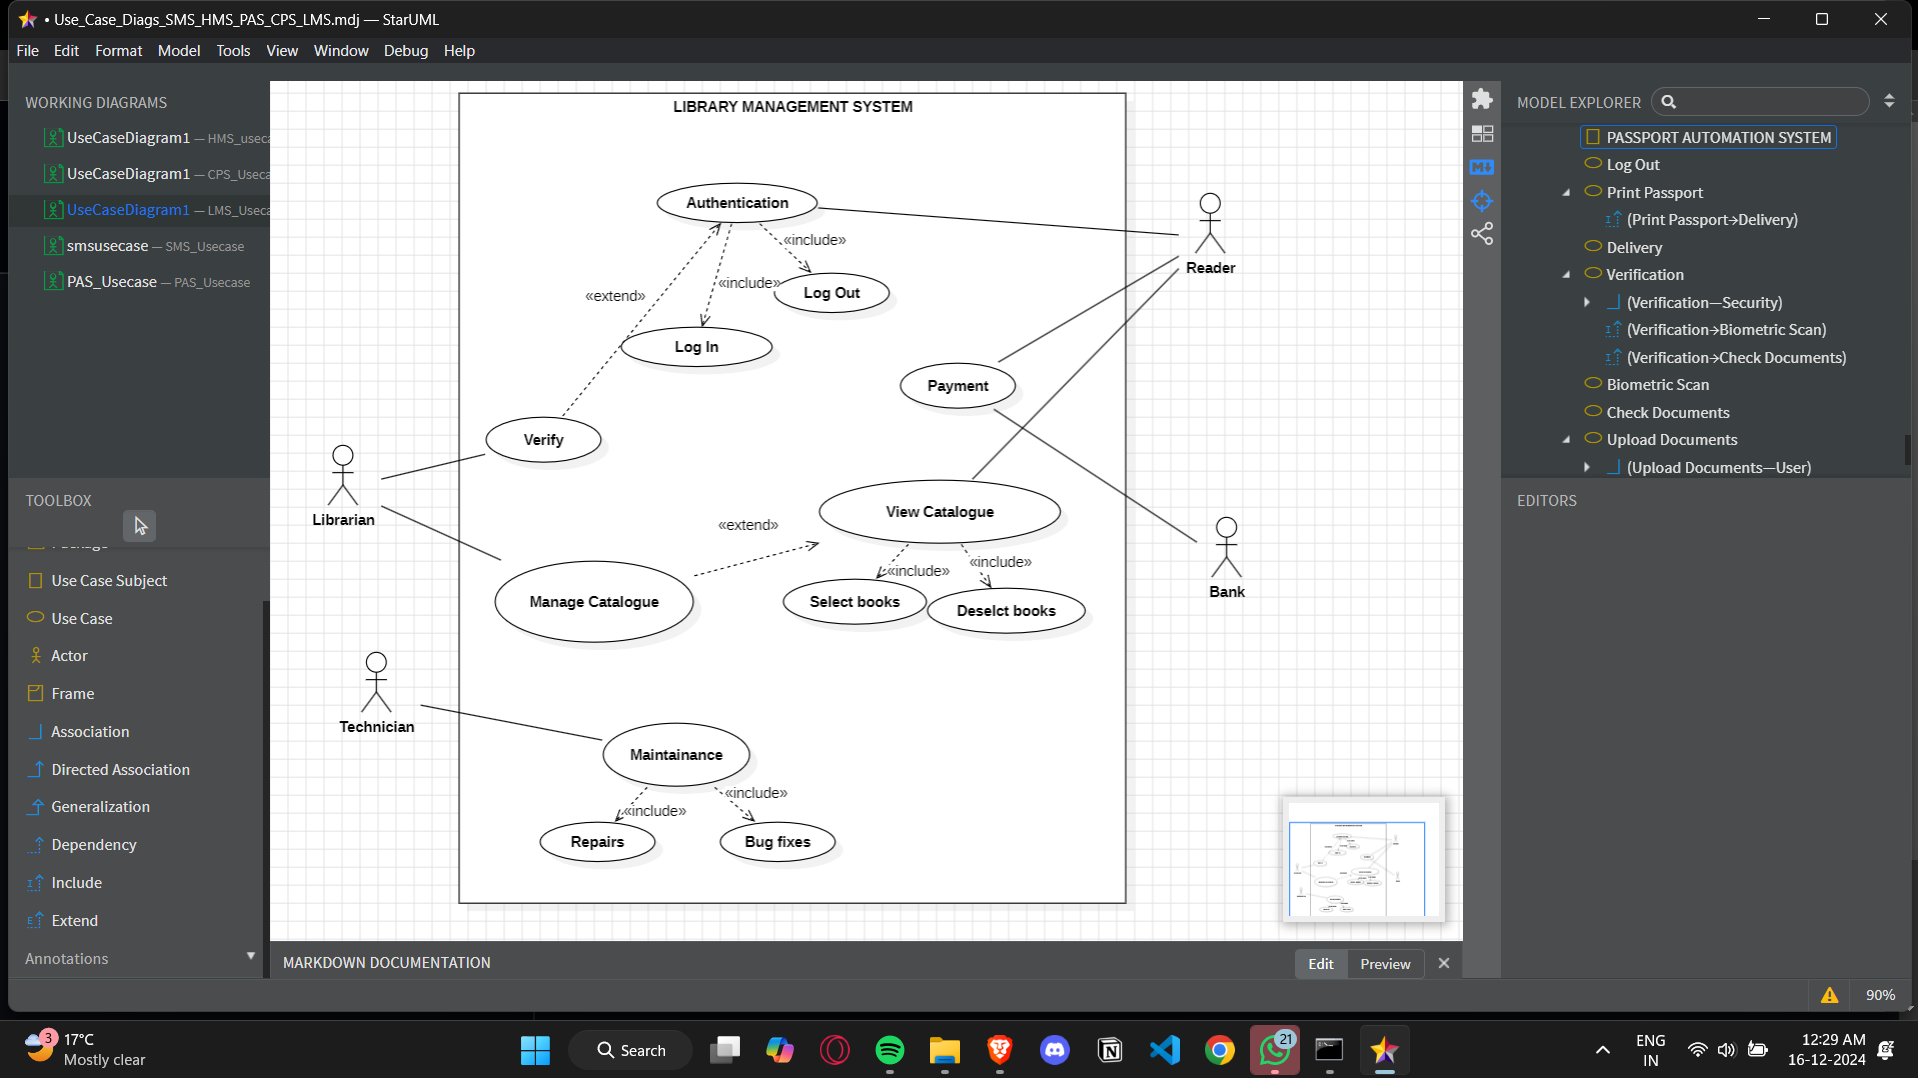 • Use_Case_Diags_SMS_HMS_PAS_CPS_LMS.mdj — StarUML
File Edit Format Model Tools View Window Debug Help
WORKING DIAGRAMS
UseCaseDiagram1 — HMS_useca
UseCaseDiagram1 — CPS_Useca
UseCaseDiagram1 — LMS_Useca
smsusecase — SMS_Usecase
PAS_Usecase — PAS_Usecase
TOOLBOX
Package
Use Case Subject
Use Case
Actor
Frame
Association
Directed Association
Generalization
Dependency
Include
Extend
Annotations
LIBRARY MANAGEMENT SYSTEM
Authentication
«include»
Reader
«include»
Log Out
«extend»
Log In
Payment
Verify
Librarian
View Catalogue
«extend»
«include»
«include»
Bank
Manage Catalogue
Select books
Deselct books
Technician
Maintainance
«include»
«include»
Repairs
Bug fixes
MARKDOWN DOCUMENTATION
Edit
Preview
MODEL EXPLORER
PASSPORT AUTOMATION SYSTEM
Log Out
Print Passport
(Print Passport→Delivery)
Delivery
Verification
(Verification—Security)
(Verification→Biometric Scan)
(Verification→Check Documents)
Biometric Scan
Check Documents
Upload Documents
(Upload Documents—User)
EDITORS
90%
3
17°C
Mostly clear
Search
21
ENG
IN
12:29 AM
16-12-2024